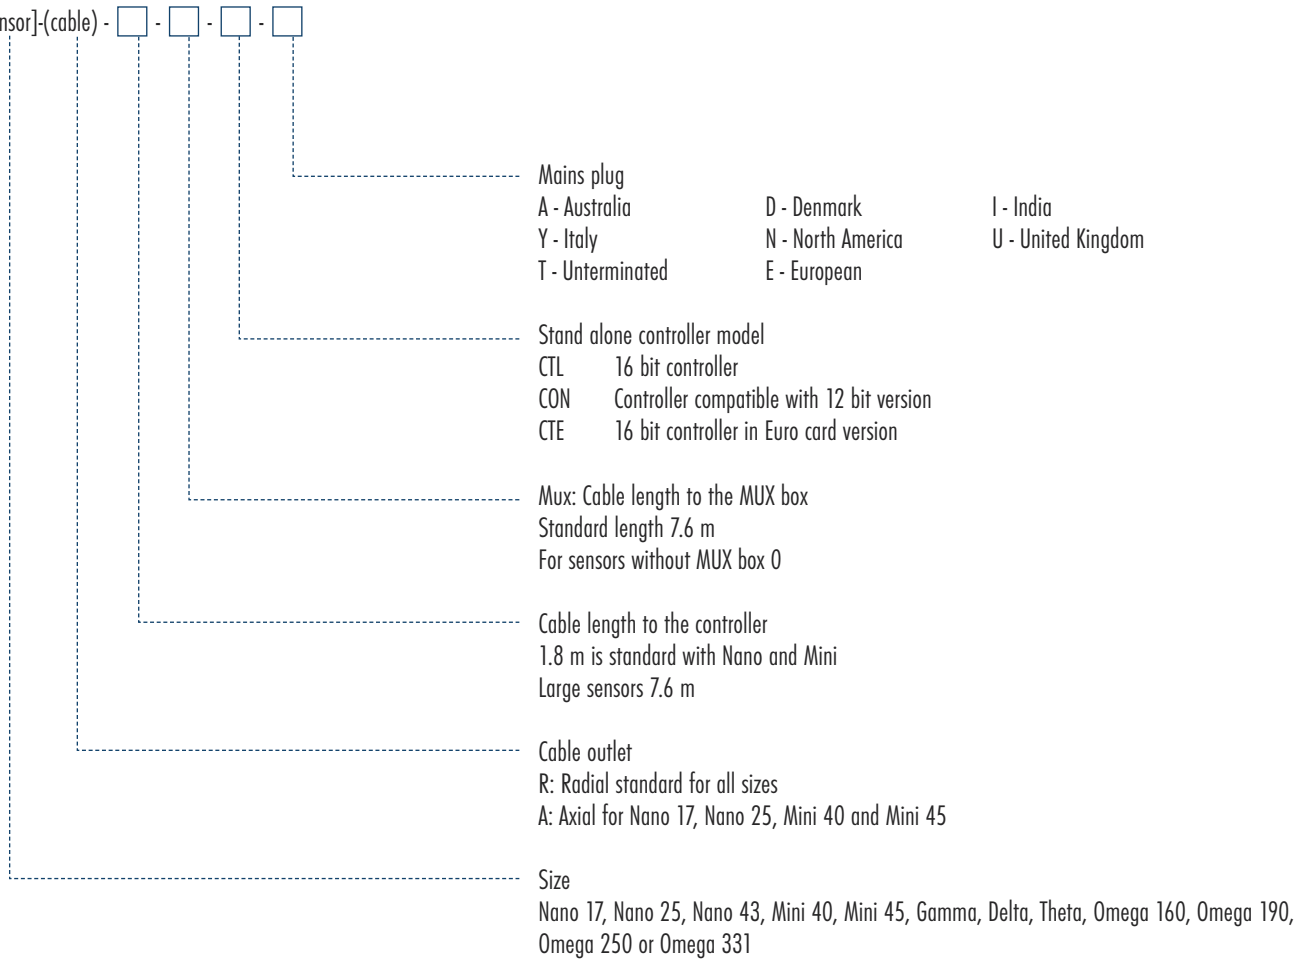 nsor]-(cable) - - - -
Mains plug
A - Australia D - Denmark I - India
Y - Italy N - North America U - United Kingdom
T - Unterminated E - European
Stand alone controller model
CTL 16 bit controller
CON Controller compatible with 12 bit version
CTE 16 bit controller in Euro card version
Mux: Cable length to the MUX box
Standard length 7.6 m
For sensors without MUX box 0
Cable length to the controller
1.8 m is standard with Nano and Mini
Large sensors 7.6 m
Cable outlet
R: Radial standard for all sizes
A: Axial for Nano 17, Nano 25, Mini 40 and Mini 45
Size
Nano 17, Nano 25, Nano 43, Mini 40, Mini 45, Gamma, Delta, Theta, Omega 160, Omega 190,
Omega 250 or Omega 331